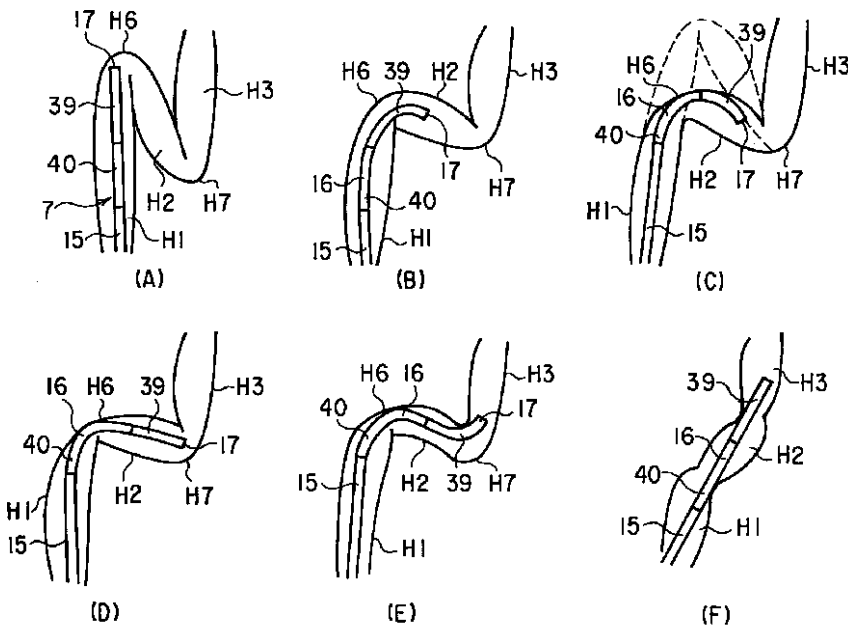 17 H6
39
40
7
15
H3
H2
H7
H1
(A)
H6 39 H2
H3
17
16
H7
40
15 H1
(B)
39
H6
H3
16
40
H7
H2 17
H1
15
(C)
16 H6 39
H3
40
17
H2 H7
H1
15
(D)
H6 16
H3
40
17
15
H2 39 H7
H1
(E)
39
H3
16
H2
40
15 H1
(F)